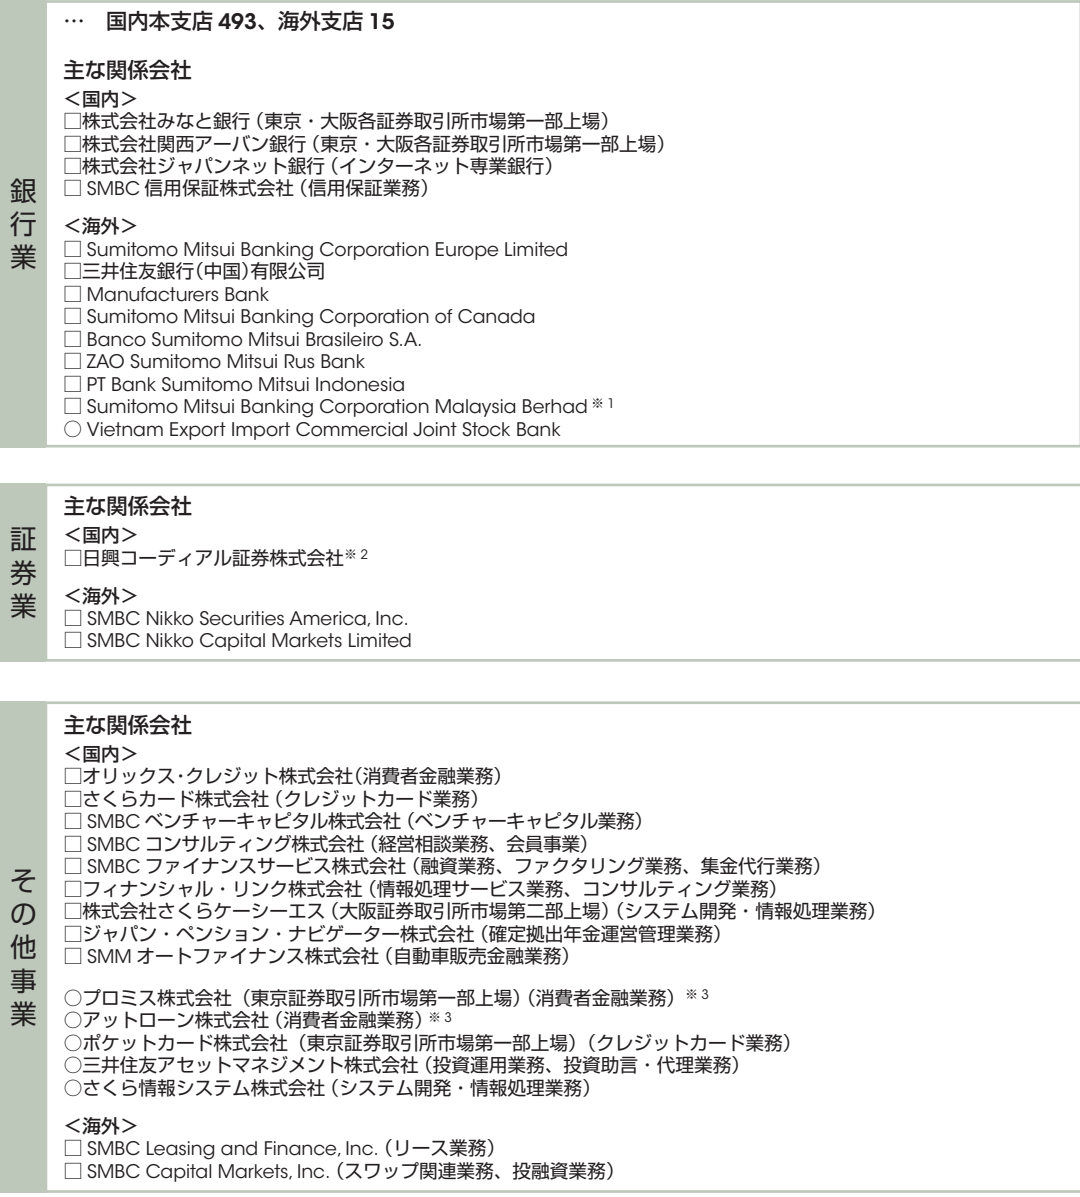 … 国内本支店 493、海外支店 15
銀行業
主な関係会社
＜国内＞
□株式会社みなと銀行（東京・大阪各証券取引所市場第一部上場）
□株式会社関西アーバン銀行（東京・大阪各証券取引所市場第一部上場）
□株式会社ジャパンネット銀行（インターネット専業銀行）
□ SMBC 信用保証株式会社（信用保証業務）
＜海外＞
□ Sumitomo Mitsui Banking Corporation Europe Limited
□三井住友銀行（中国）有限公司
□ Manufacturers Bank
□ Sumitomo Mitsui Banking Corporation of Canada
□ Banco Sumitomo Mitsui Brasileiro S.A.
□ ZAO Sumitomo Mitsui Rus Bank
□ PT Bank Sumitomo Mitsui Indonesia
□ Sumitomo Mitsui Banking Corporation Malaysia Berhad ※ 1
○ Vietnam Export Import Commercial Joint Stock Bank
証券業
主な関係会社
＜国内＞
□日興コーディアル証券株式会社※ 2
＜海外＞
□ SMBC Nikko Securities America, Inc.
□ SMBC Nikko Capital Markets Limited
その他事業
主な関係会社
＜国内＞
□オリックス・クレジット株式会社（消費者金融業務）
□さくらカード株式会社（クレジットカード業務）
□ SMBC ベンチャーキャピタル株式会社（ベンチャーキャピタル業務）
□ SMBC コンサルティング株式会社（経営相談業務、会員事業）
□ SMBC ファイナンスサービス株式会社（融資業務、ファクタリング業務、集金代行業務）
□フィナンシャル・リンク株式会社（情報処理サービス業務、コンサルティング業務）
□株式会社さくらケーシーエス（大阪証券取引所市場第二部上場）（システム開発・情報処理業務）
□ジャパン・ペンション・ナビゲーター株式会社（確定拠出年金運営管理業務）
□ SMM オートファイナンス株式会社（自動車販売金融業務）
○プロミス株式会社（東京証券取引所市場第一部上場）（消費者金融業務）※ 3
○アットローン株式会社（消費者金融業務）※ 3
○ポケットカード株式会社（東京証券取引所市場第一部上場）（クレジットカード業務）
○三井住友アセットマネジメント株式会社（投資運用業務、投資助言・代理業務）
○さくら情報システム株式会社（システム開発・情報処理業務）
＜海外＞
□ SMBC Leasing and Finance, Inc.（リース業務）
□ SMBC Capital Markets, Inc.（スワップ関連業務、投融資業務）